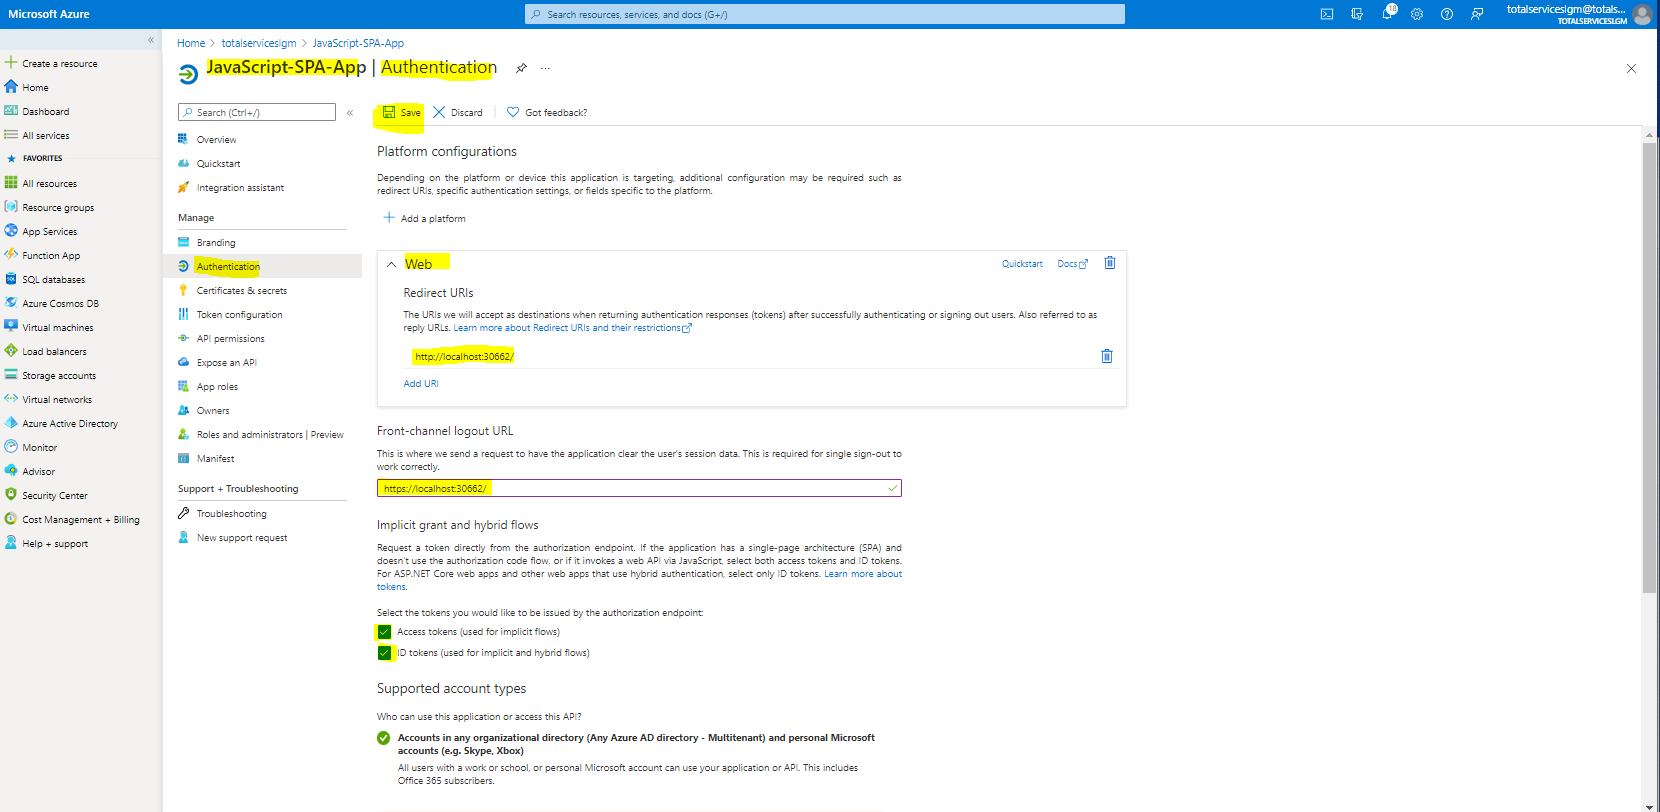 Microsoft Azure
Search resources, services, and docs (G+/)
18
totalserviceslgm@totals...
TOTALSERVICESLGM
«
Create a resource
Home
Dashboard
All services
FAVORITES
All resources
Resource groups
App Services
Function App
SQL databases
Azure Cosmos DB
Virtual machines
Load balancers
Storage accounts
Virtual networks
Azure Active Directory
Monitor
Advisor
Security Center
Cost Management + Billing
Help + support
Home > totalserviceslgm > JavaScript-SPA-App
JavaScript-SPA-App | Authentication
...
Search (Ctrl+/)
«
Overview
Quickstart
Integration assistant
Manage
Branding
Authentication
Certificates & secrets
Token configuration
API permissions
Expose an API
App roles
Owners
Roles and administrators | Preview
Manifest
Support + Troubleshooting
Troubleshooting
New support request
Save
Discard
Got feedback?
Platform configurations
Depending on the platform or device this application is targeting, additional configuration may be required such as
redirect URIs, specific authentication settings, or fields specific to the platform.
Add a platform
Web
Quickstart
Docs
Redirect URIs
The URIs we will accept as destinations when returning authentication responses (tokens) after successfully authenticating or signing out users. Also referred to as
reply URLs. Learn more about Redirect URIs and their restrictions
http://localhost:30662/
Add URI
Front-channel logout URL
This is where we send a request to have the application clear the user's session data. This is required for single sign-out to
work correctly.
https://localhost:30662/
Implicit grant and hybrid flows
Request a token directly from the authorization endpoint. If the application has a single-page architecture (SPA) and
doesn't use the authorization code flow, or if it invokes a web API via JavaScript, select both access tokens and ID tokens.
For ASP.NET Core web apps and other web apps that use hybrid authentication, select only ID tokens. Learn more about
tokens.
Select the tokens you would like to be issued by the authorization endpoint:
Access tokens (used for implicit flows)
ID tokens (used for implicit and hybrid flows)
Supported account types
Who can use this application or access this API?
Accounts in any organizational directory (Any Azure AD directory - Multitenant) and personal Microsoft
accounts (e.g. Skype, Xbox)
All users with a work or school, or personal Microsoft account can use your application or API. This includes
Office 365 subscribers.